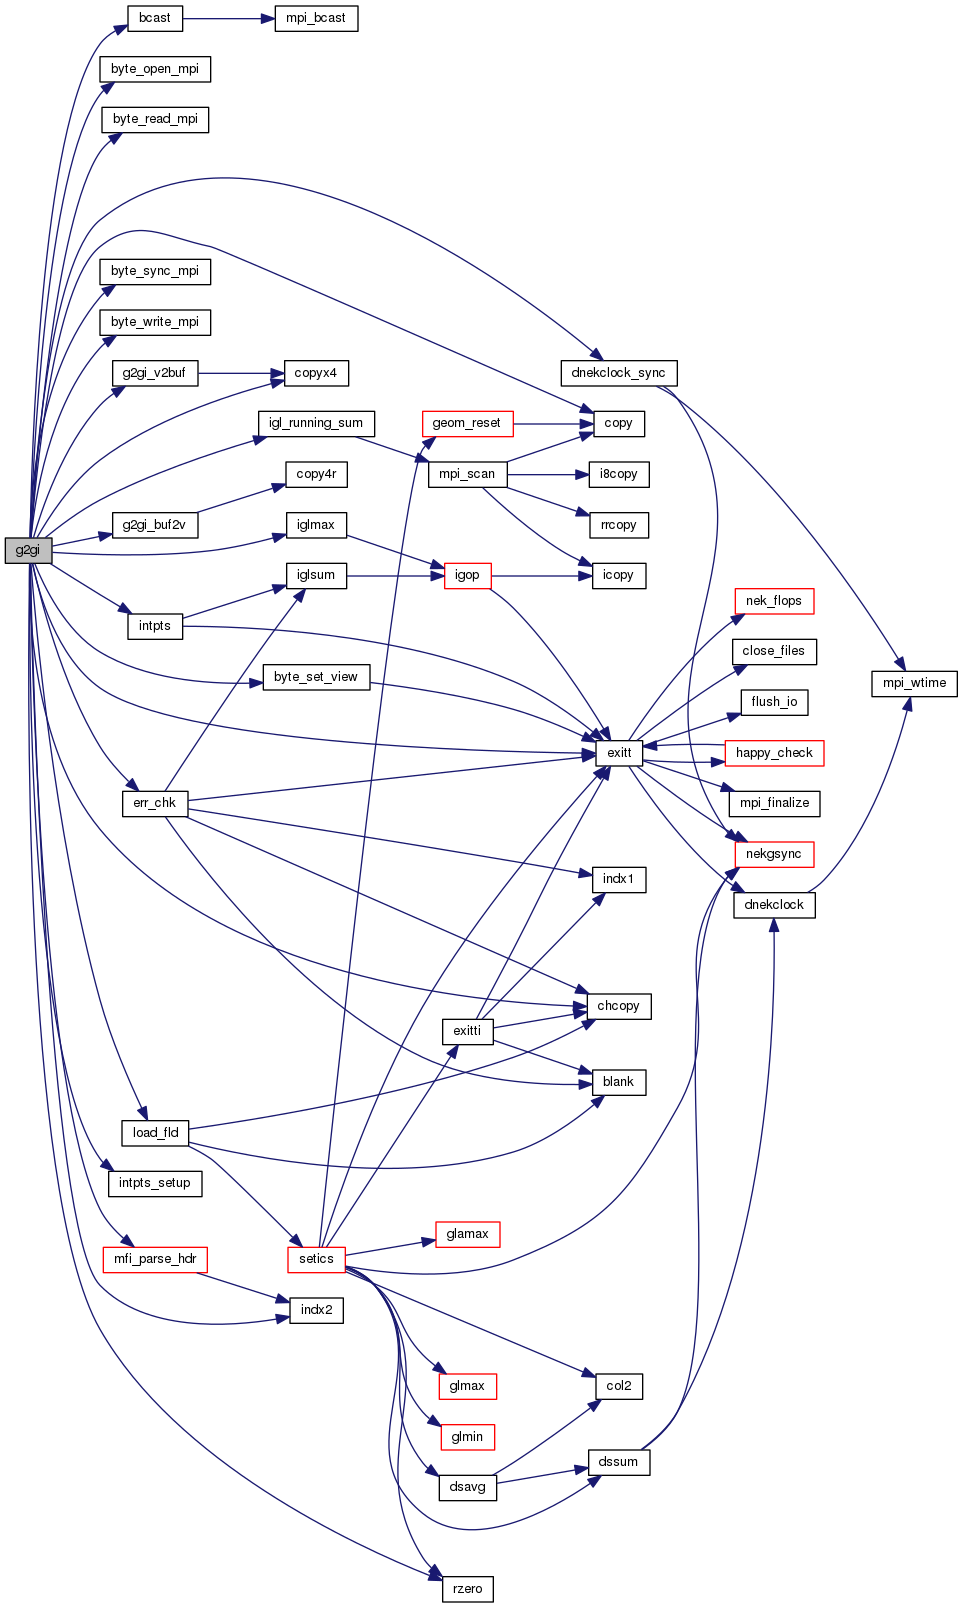 bcast
mpi_bcast
byte_open_mpi
byte_read_mpi
byte_sync_mpi
byte_write_mpi
g2gi_v2buf
copyx4
dnekclock_sync
igl_running_sum
geom_reset
copy
copy4r
mpi_scan
i8copy
g2gi_buf2v
iglmax
rrcopy
g2gi
iglsum
igop
icopy
intpts
nek_flops
byte_set_view
close_files
mpi_wtime
flush_io
exitt
happy_check
err_chk
mpi_finalize
nekgsync
indx1
dnekclock
chcopy
exitti
blank
load_fld
intpts_setup
glamax
mfi_parse_hdr
setics
indx2
glmax
col2
glmin
dssum
dsavg
rzero